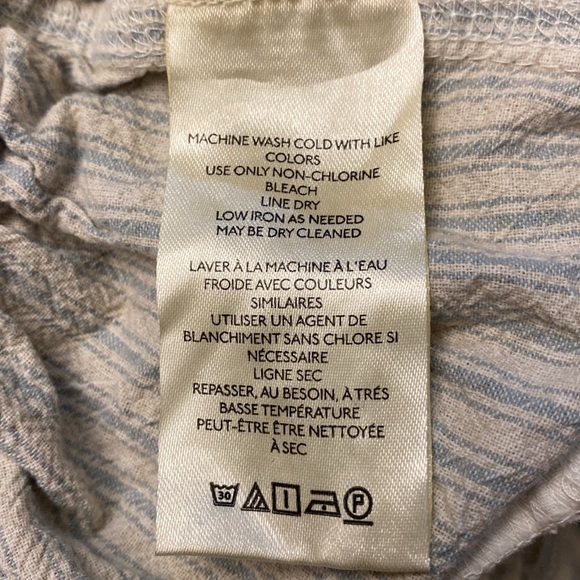 MACHINE WASH COLD WITH LIKE
COLORS
USE ONLY NON-CHLORINE
BLEACH
LINE DRY
LOW IRON AS NEEDED
MAY BE DRY CLEANED
LAVER À LA MACHINE À L'EAU
FROIDE AVEC COULEURS
SIMILAIRES
UTILISER UN AGENT DE
BLANCHIMENT SANS CHLORE SI
NÉCESSAIRE
LIGNE SEC
REPASSER, AU BESOIN, À TRÉS
BASSE TEMPÉRATURE
PEUT-ÊTRE ÊTRE NETTOYÉE
À SEC
30 P